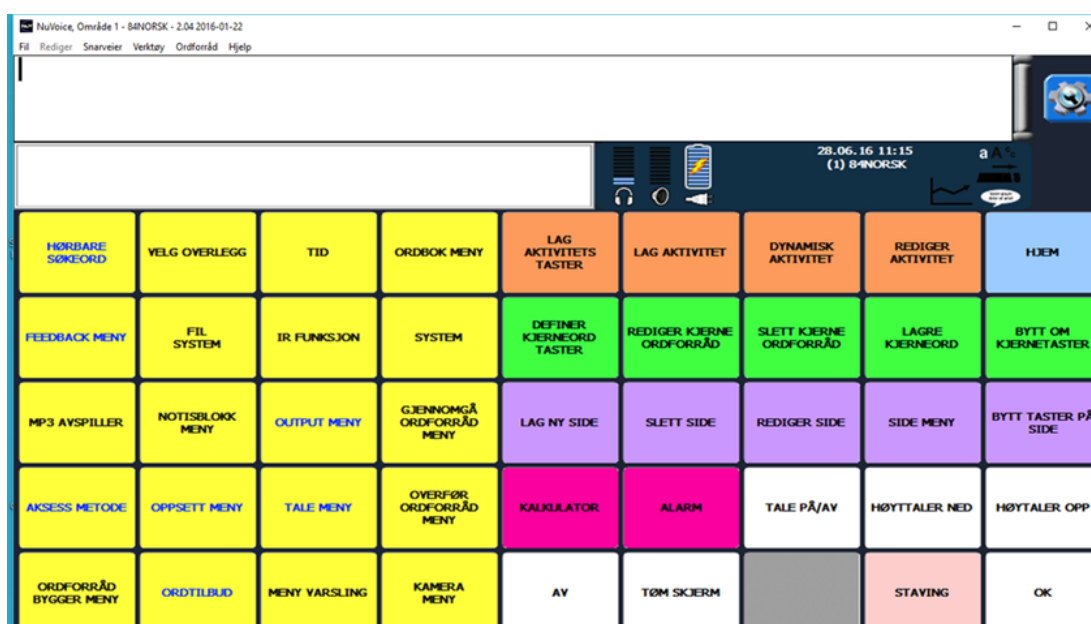 NuVoice, Område 1 - 84NORSK - 2.04 2016-01-22
Fil Rediger Snarveier Verktøy Ordforråd Hjelp
28.06.16 11:15
(1) 84NORSK
HØRBARE
SØKEORD
VELG OVERLEGG
TID
ORDBOK MENY
LAG
AKTIVITETS
TASTER
LAG AKTIVITET
DYNAMISK
AKTIVITET
REDIGER
AKTIVITET
HJEM
FEEDBACK MENY
FIL
SYSTEM
IR FUNKSJON
SYSTEM
DEFINER
KJERNEORD
TASTER
REDIGER KJERNE
ORDFORRÅD
SLETT KJERNE
ORDFORRÅD
LAGRE
KJERNEORD
BYTT OM
KJERNETASTER
MP3 AVSPILLER
NOTISBLOKK
MENY
OUTPUT MENY
GJENNOMGÅ
ORDFORRÅD
MENY
LAG NY SIDE
SLETT SIDE
REDIGER SIDE
SIDE MENY
BYTT TASTER PÅ
SIDE
AKSESS METODE
OPPSETT MENY
TALE MENY
OVERFØR
ORDFORRÅD
MENY
KALKULATOR
ALARM
TALE PÅ/AV
HØYTTALER NED
HØYTALER OPP
ORDFORRÅD
BYGGER MENY
ORDTILBUD
MENY VARSLING
KAMERA
MENY
AV
TØM SKJERM
STAVING
OK